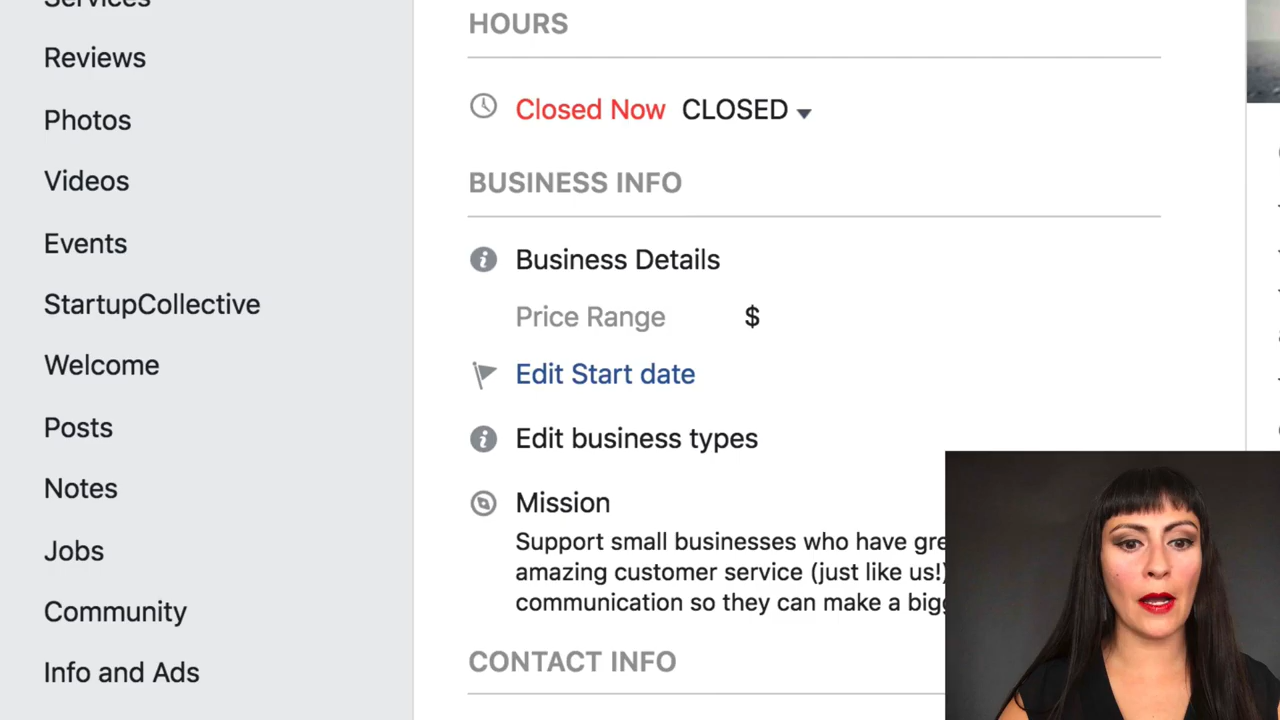 Services
Reviews
Photos
Videos
Events
StartupCollective
Welcome
Posts
Notes
Jobs
Community
Info and Ads
HOURS
Closed Now CLOSED
BUSINESS INFO
Business Details
Price Range $
Edit Start date
Edit business types
Mission
Support small businesses who have
amazing customer service (just like us!)
communication so they can make a
CONTACT INFO